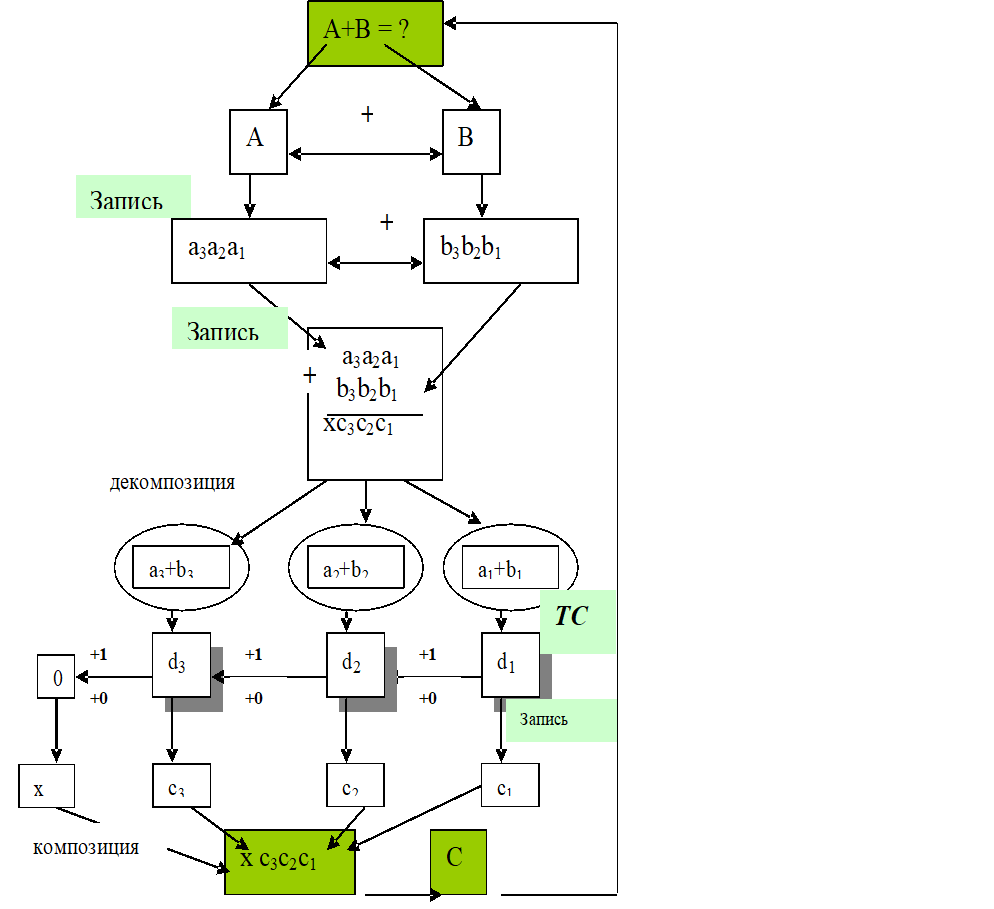 A+B = ?
+
A
B
Запись
+
a₃a₂a₁
b₃b₂b₁
Запись
a₃a₂a₁
+
b₃b₂b₁
xc₃c₂c₁
декомпозиция
a₃+b₃
a₂+b₂
a₁+b₁
ТС
+1
+1
+1
d₃
d₂
d₁
0
+0
+0
+0
Запись
x
c₃
c₂
c₁
композиция
x c₃c₂c₁
C